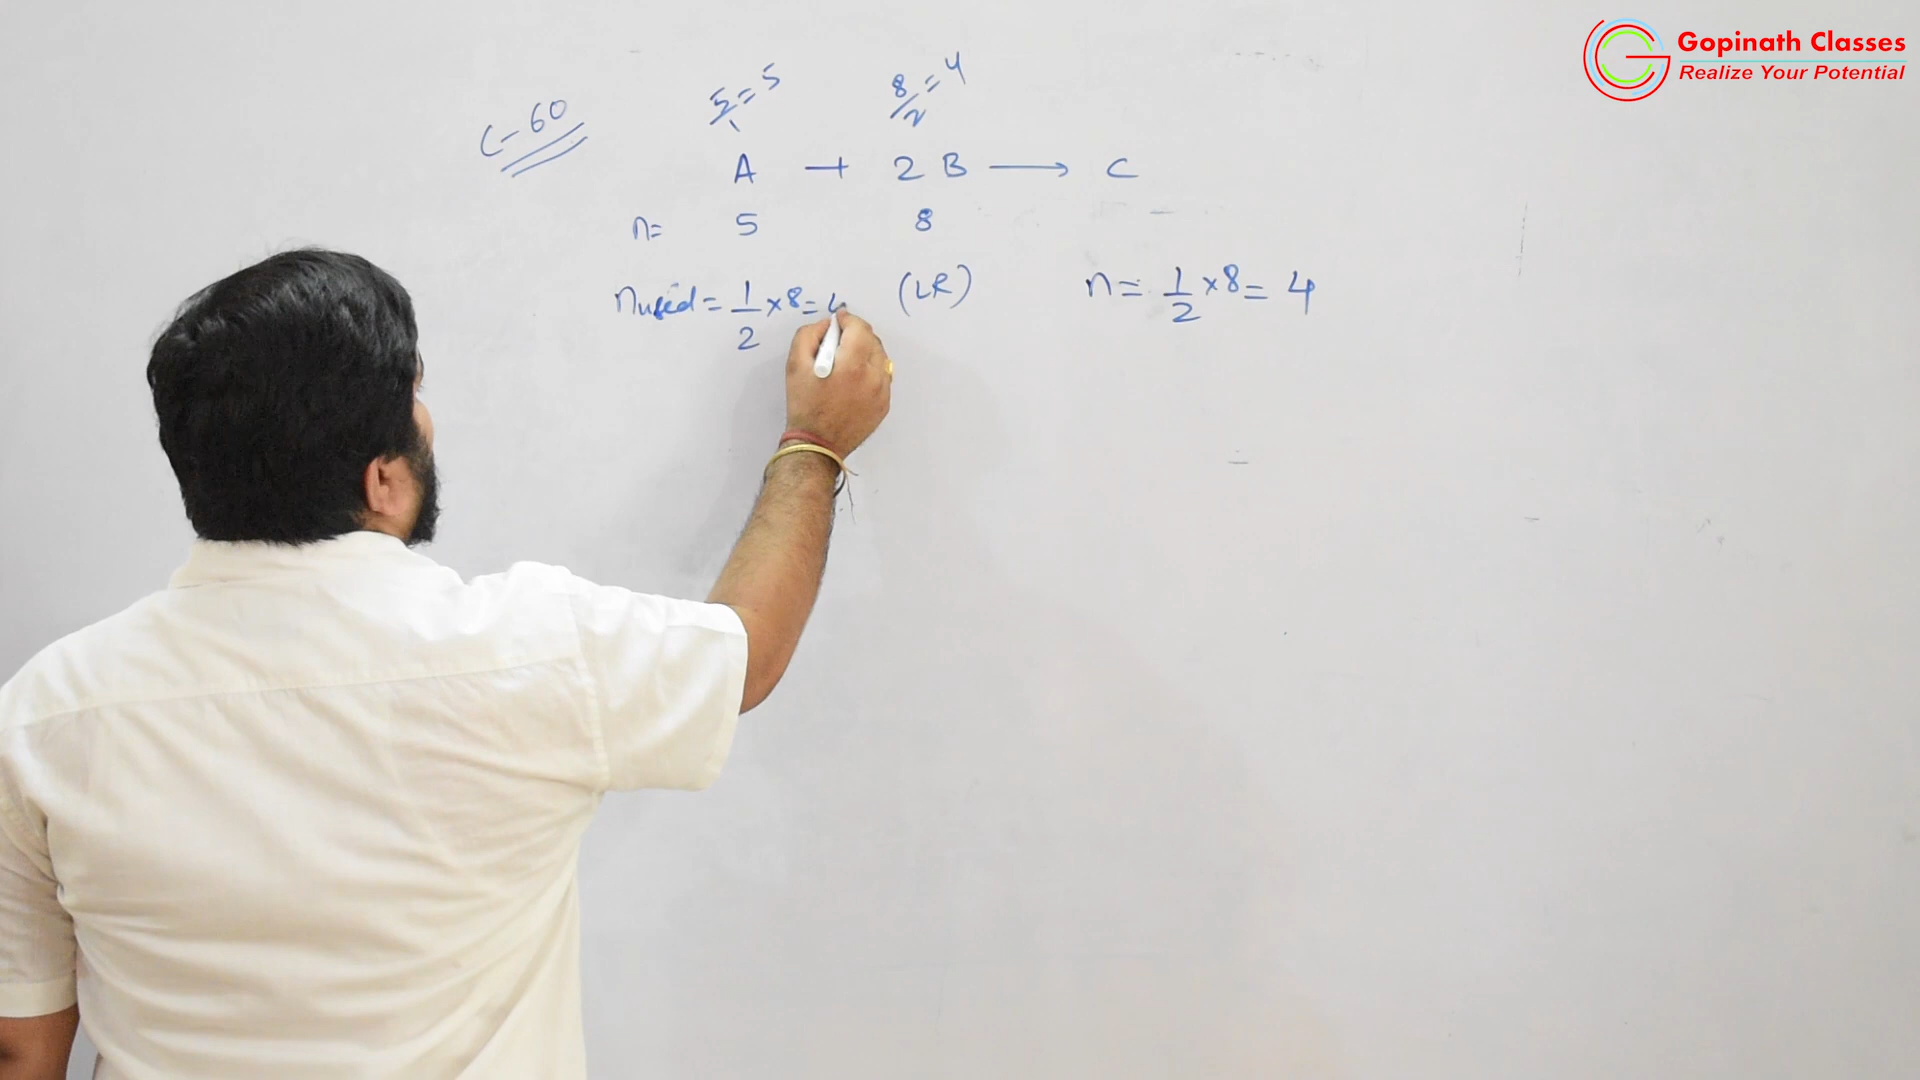 Gopinath Classes
Realize Your Potential
C-60
5/1 = 5 8/2 = 4
A + 2 B ⟶ C
n= 5 8
nused = 1/2 × 8 = 4 (LR) n = 1/2 × 8 = 4